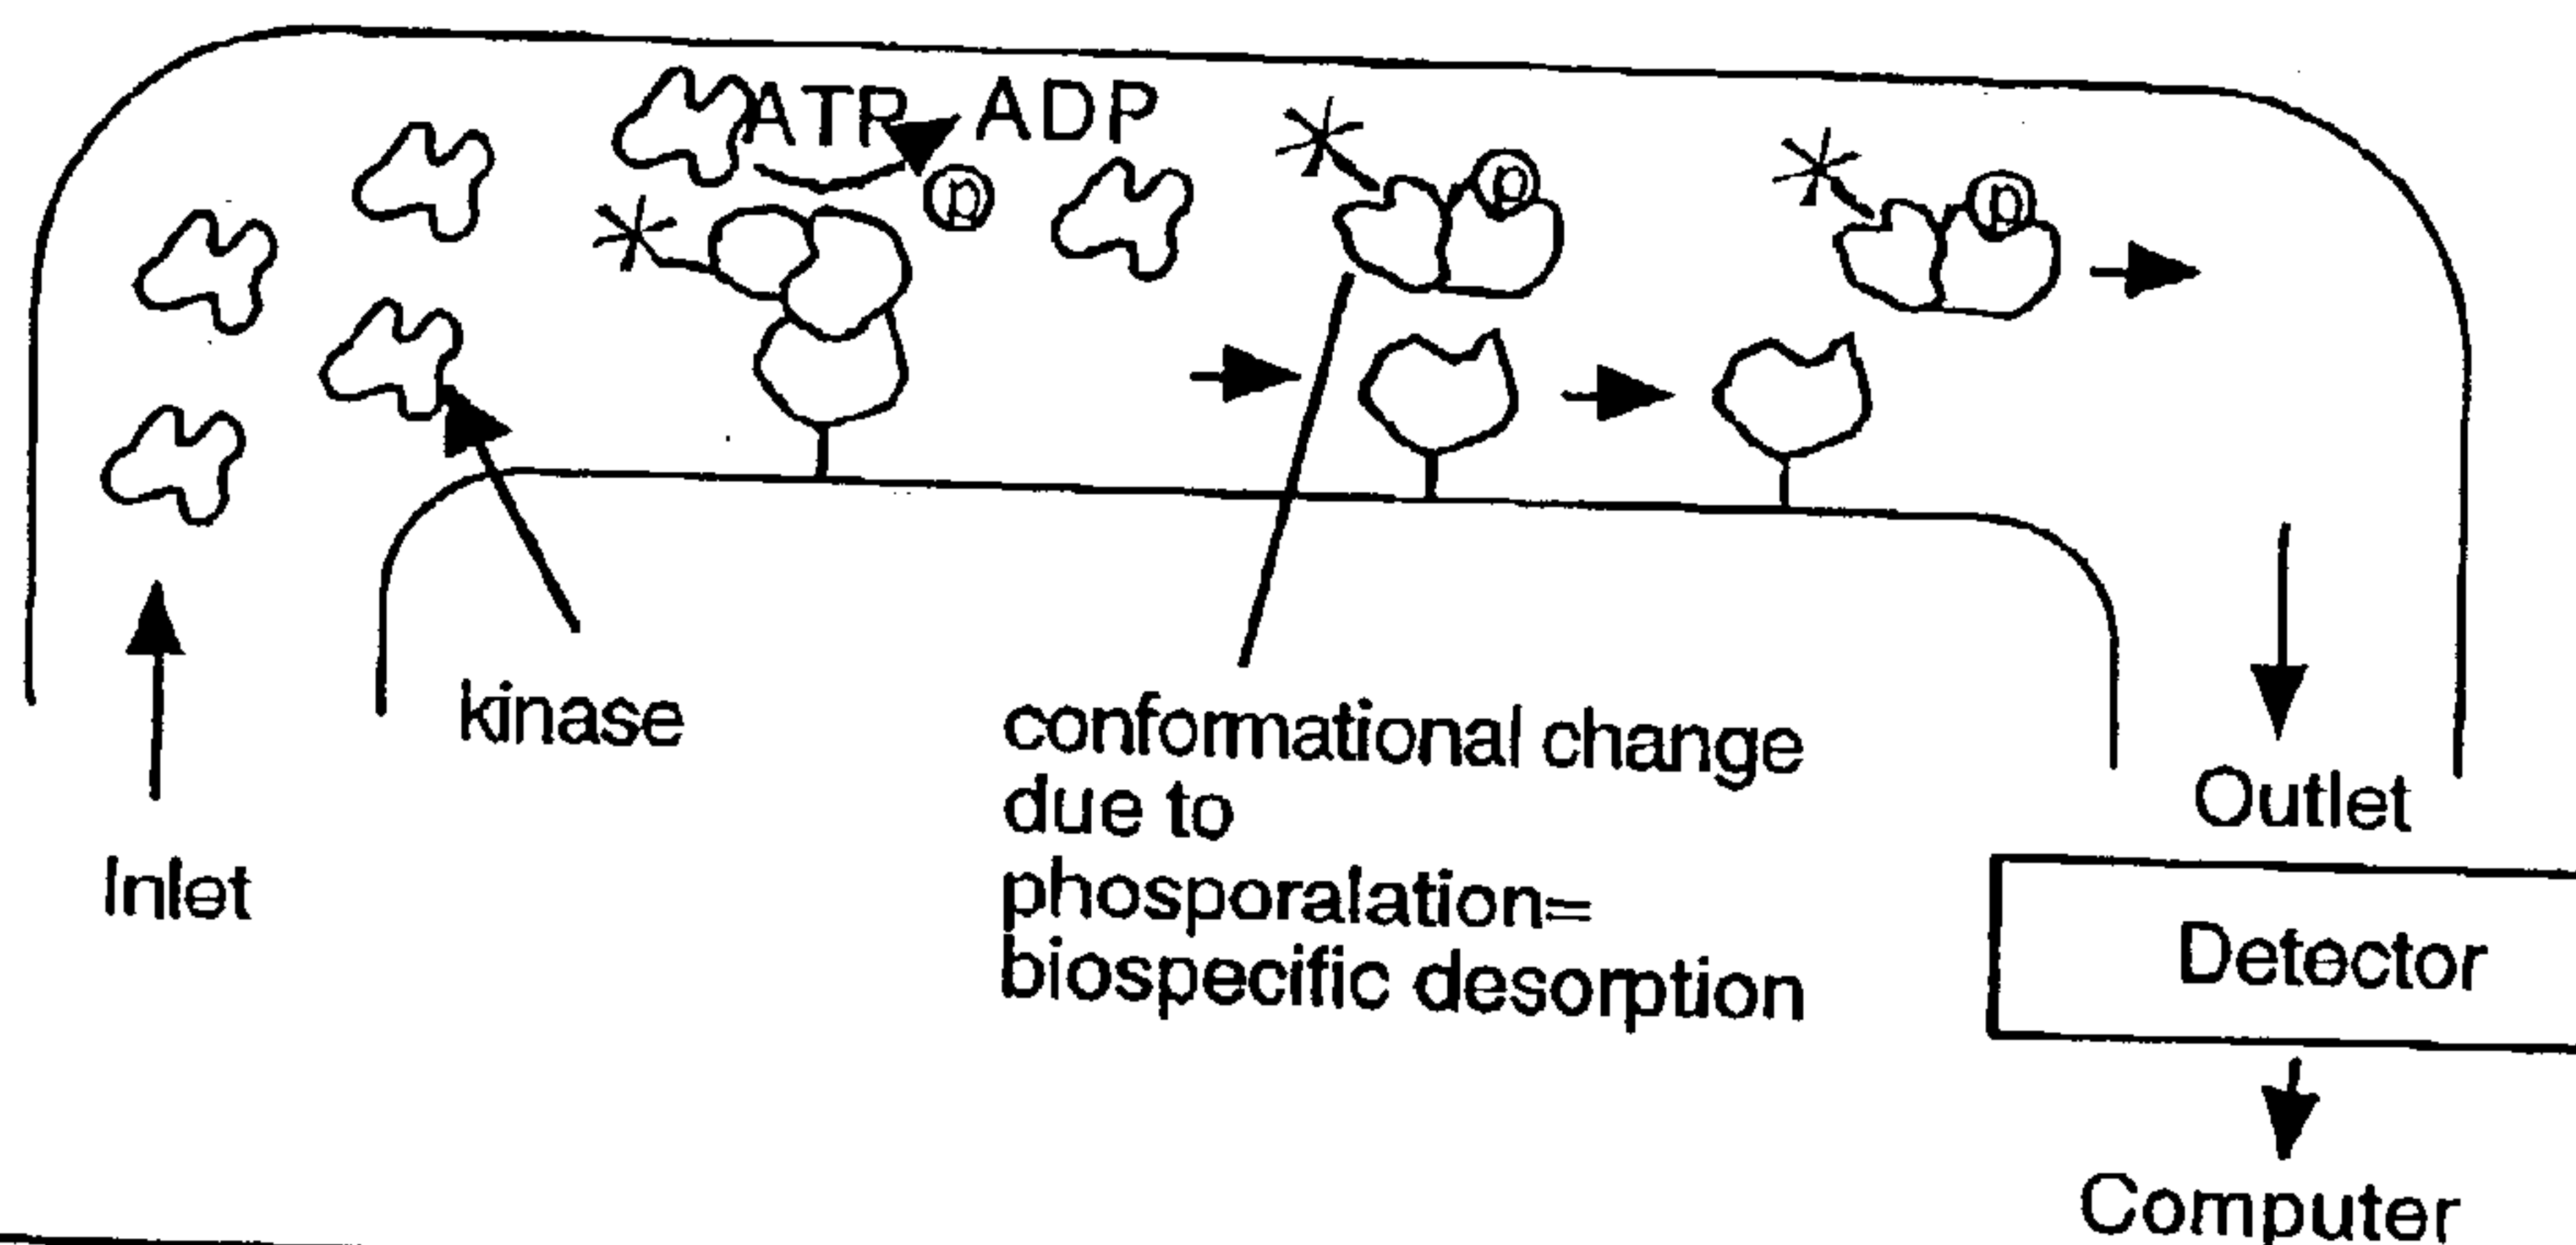 ATP ADP
p
p
p
kinase
Inlet
conformational change
due to
phosporalation=
biospecific desorption
Outlet
Detector
Computer